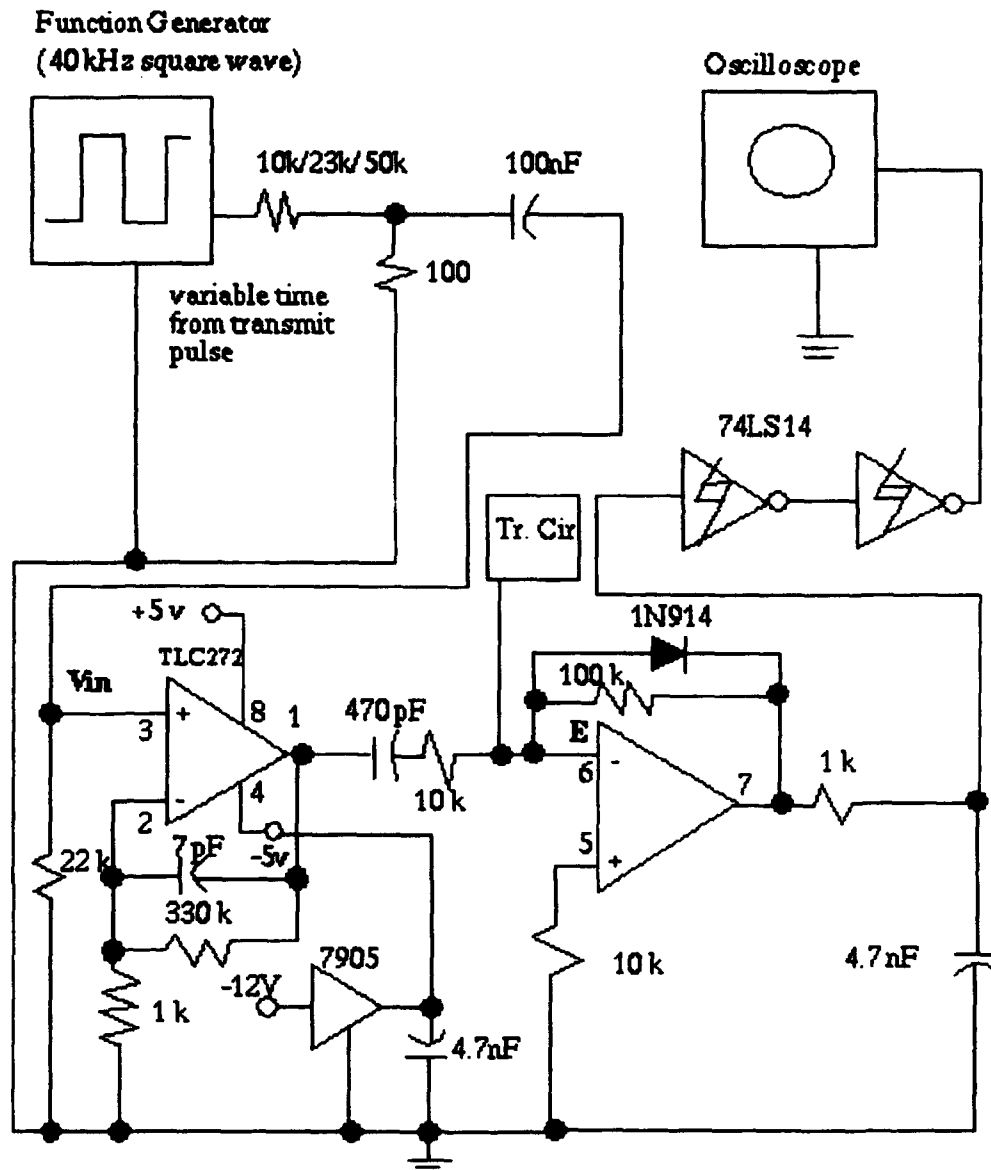 Function Generator
(40kHz square wave)
Oscilloscope
10k/23k/50k
100nF
100
variable time
from transmit
pulse
74LS14
Tr. Cir
+5v
1N914
TLC272
100k
Vin
8
1
470pF
E
3
+
-
6
7
1k
4
10k
-
2
-5v
5
+
7pF
22k
330k
7905
10k
4.7nF
-12V
1k
4.7nF